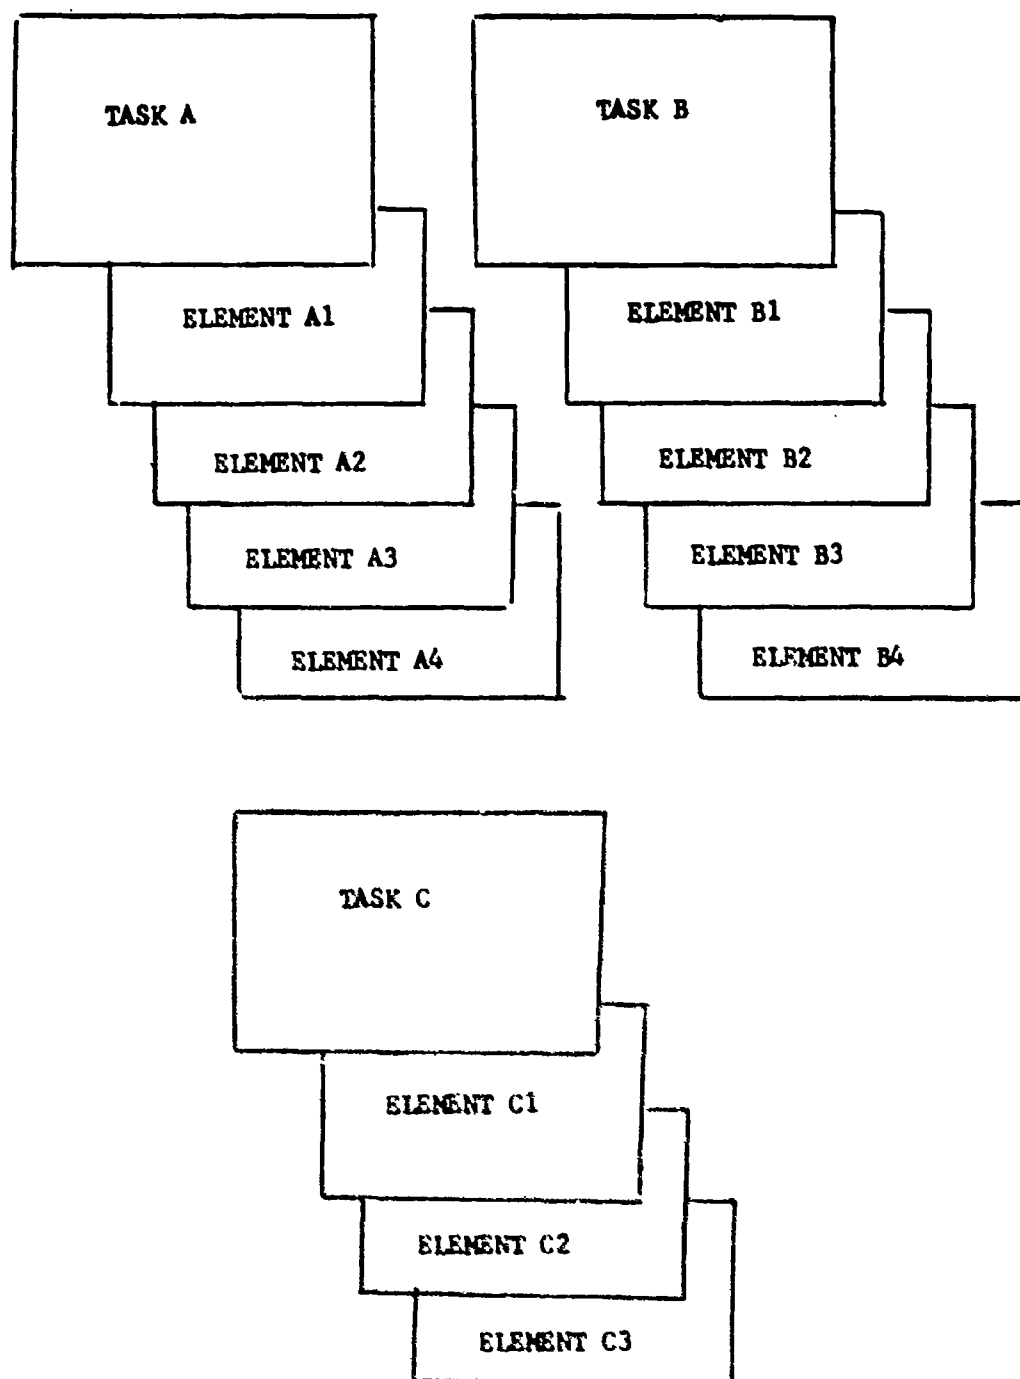 TASK A
ELEMENT A1
ELEMENT A2
ELEMENT A3
ELEMENT A4
TASK B
ELEMENT B1
ELEMENT B2
ELEMENT B3
ELEMENT B4
TASK C
ELEMENT C1
ELEMENT C2
ELEMENT C3